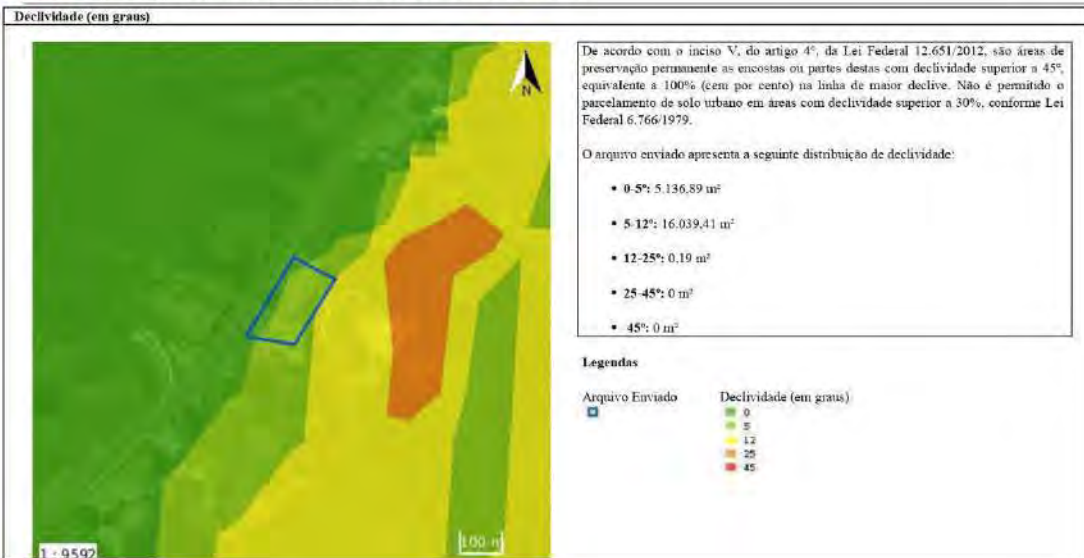 Declividade (em graus)
N
De acordo com o inciso V, do artigo 4º, da Lei Federal 12.651/2012, são áreas de
preservação permanente as encostas ou partes destas com declividade superior a 45º,
equivalente a 100% (cem por cento) na linha de maior declive. Não é permitido o
parcelamento de solo urbano em áreas com declividade superior a 30%, conforme Lei
Federal 6.766/1979.
O arquivo enviado apresenta a seguinte distribuição de declividade:
• 0-5º: 5.136,89 m²
• 5-12º: 16.039,41 m²
• 12-25º: 0,19 m²
• 25-45º: 0 m²
• 45º: 0 m²
Legendas
Arquivo Enviado
Declividade (em graus)
0
5
12
25
45
100 m
1 : 9592